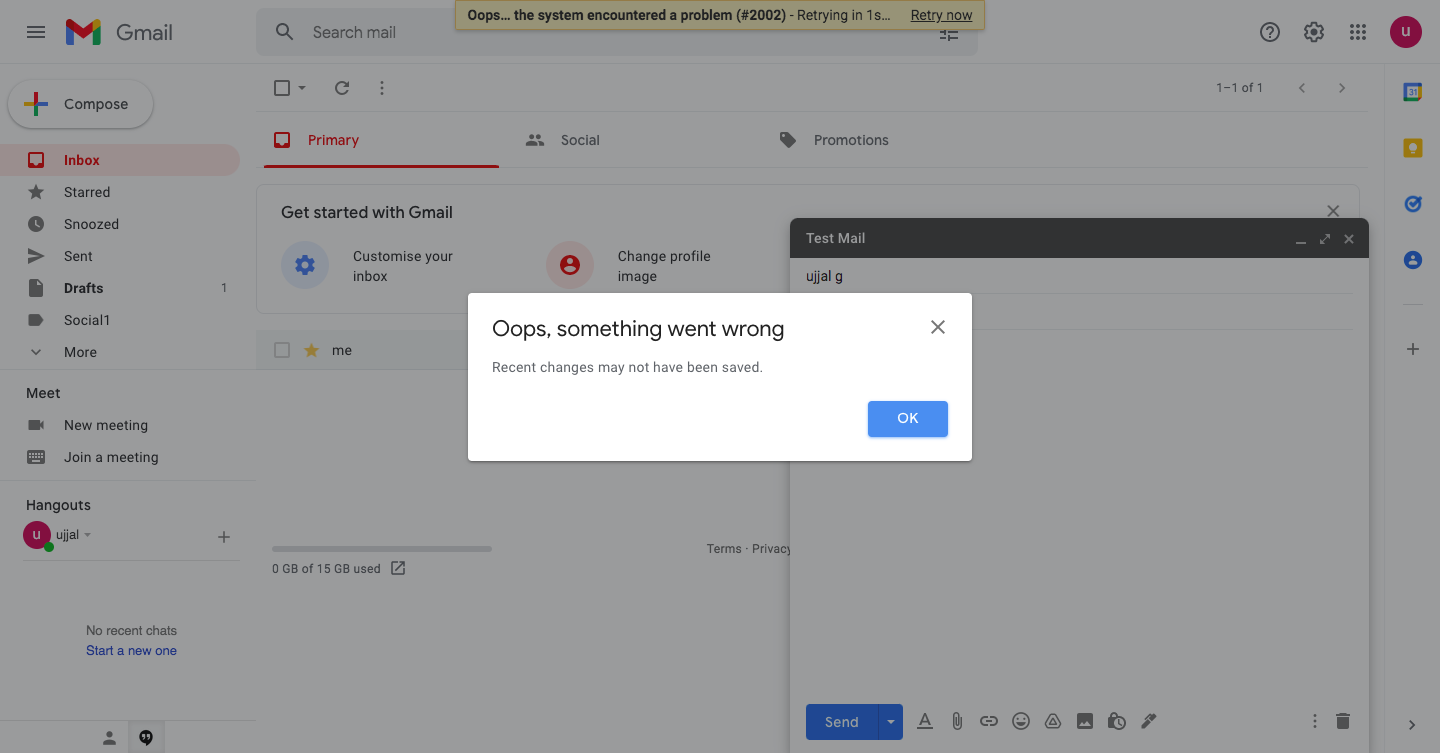 Oops... the system encountered a problem (#2002) - Retrying in 1s... Retry now
Gmail
Search mail
u
Compose
1–1 of 1
31
Primary
Social
Promotions
Inbox
Starred
Snoozed
Sent
Drafts 1
Social1
More
Get started with Gmail
Customise your
inbox
Change profile
image
me
Test Mail
ujjal g
Oops, something went wrong
Recent changes may not have been saved.
OK
Meet
New meeting
Join a meeting
Hangouts
u ujjal
No recent chats
Start a new one
0 GB of 15 GB used
Terms · Privacy
Send